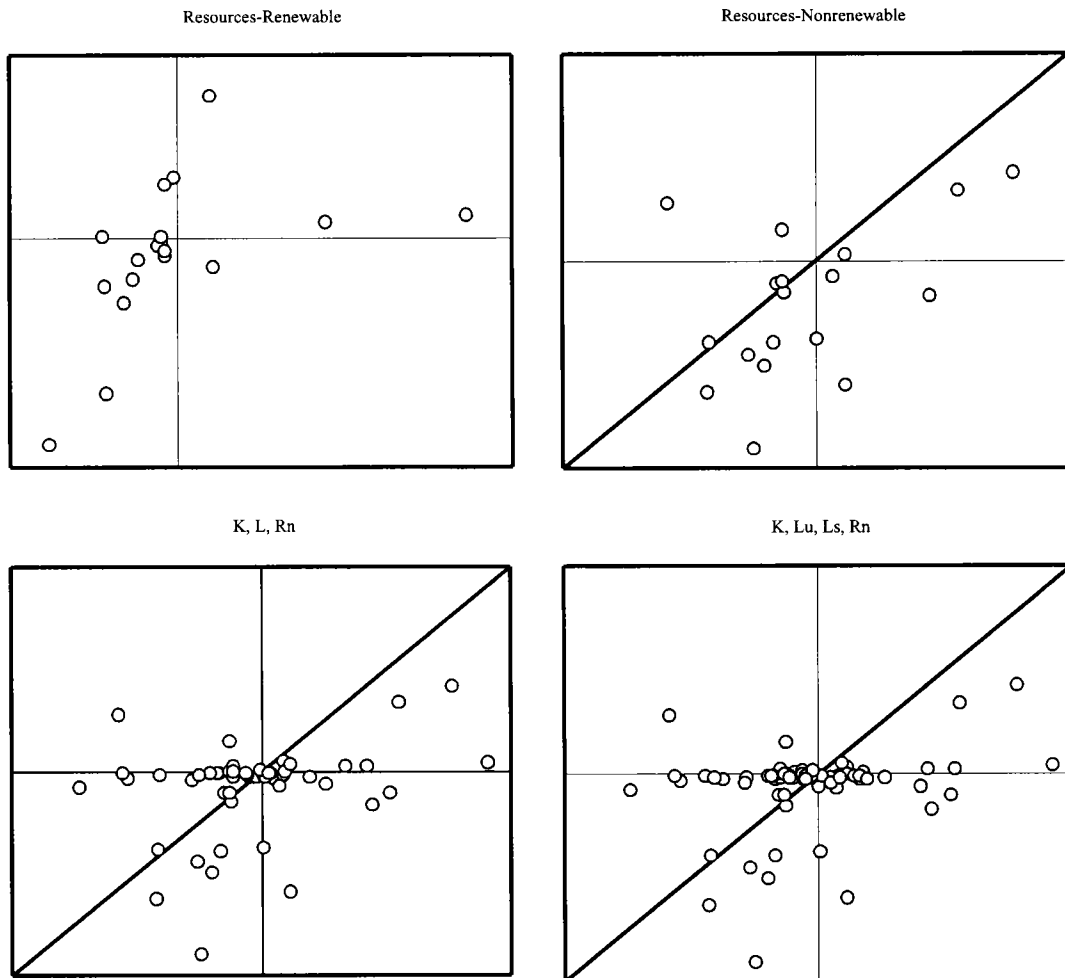 Resources-Renewable
Resources-Nonrenewable
K, L, Rn
K, Lu, Ls, Rn